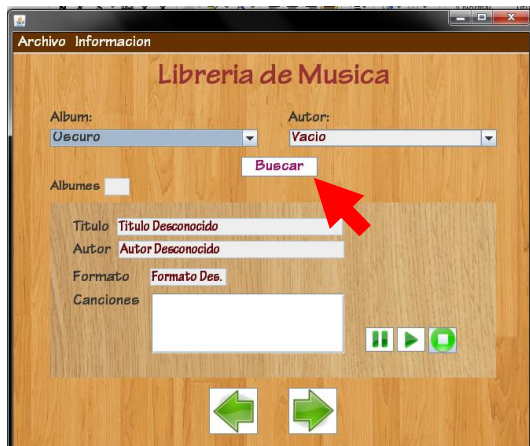 Archivo Informacion
Libreria de Musica
Album:
Autor:
Oscuro
Vacio
Buscar
Albumes
Titulo Titulo Desconocido
Autor Autor Desconocido
Formato Formato Des.
Canciones